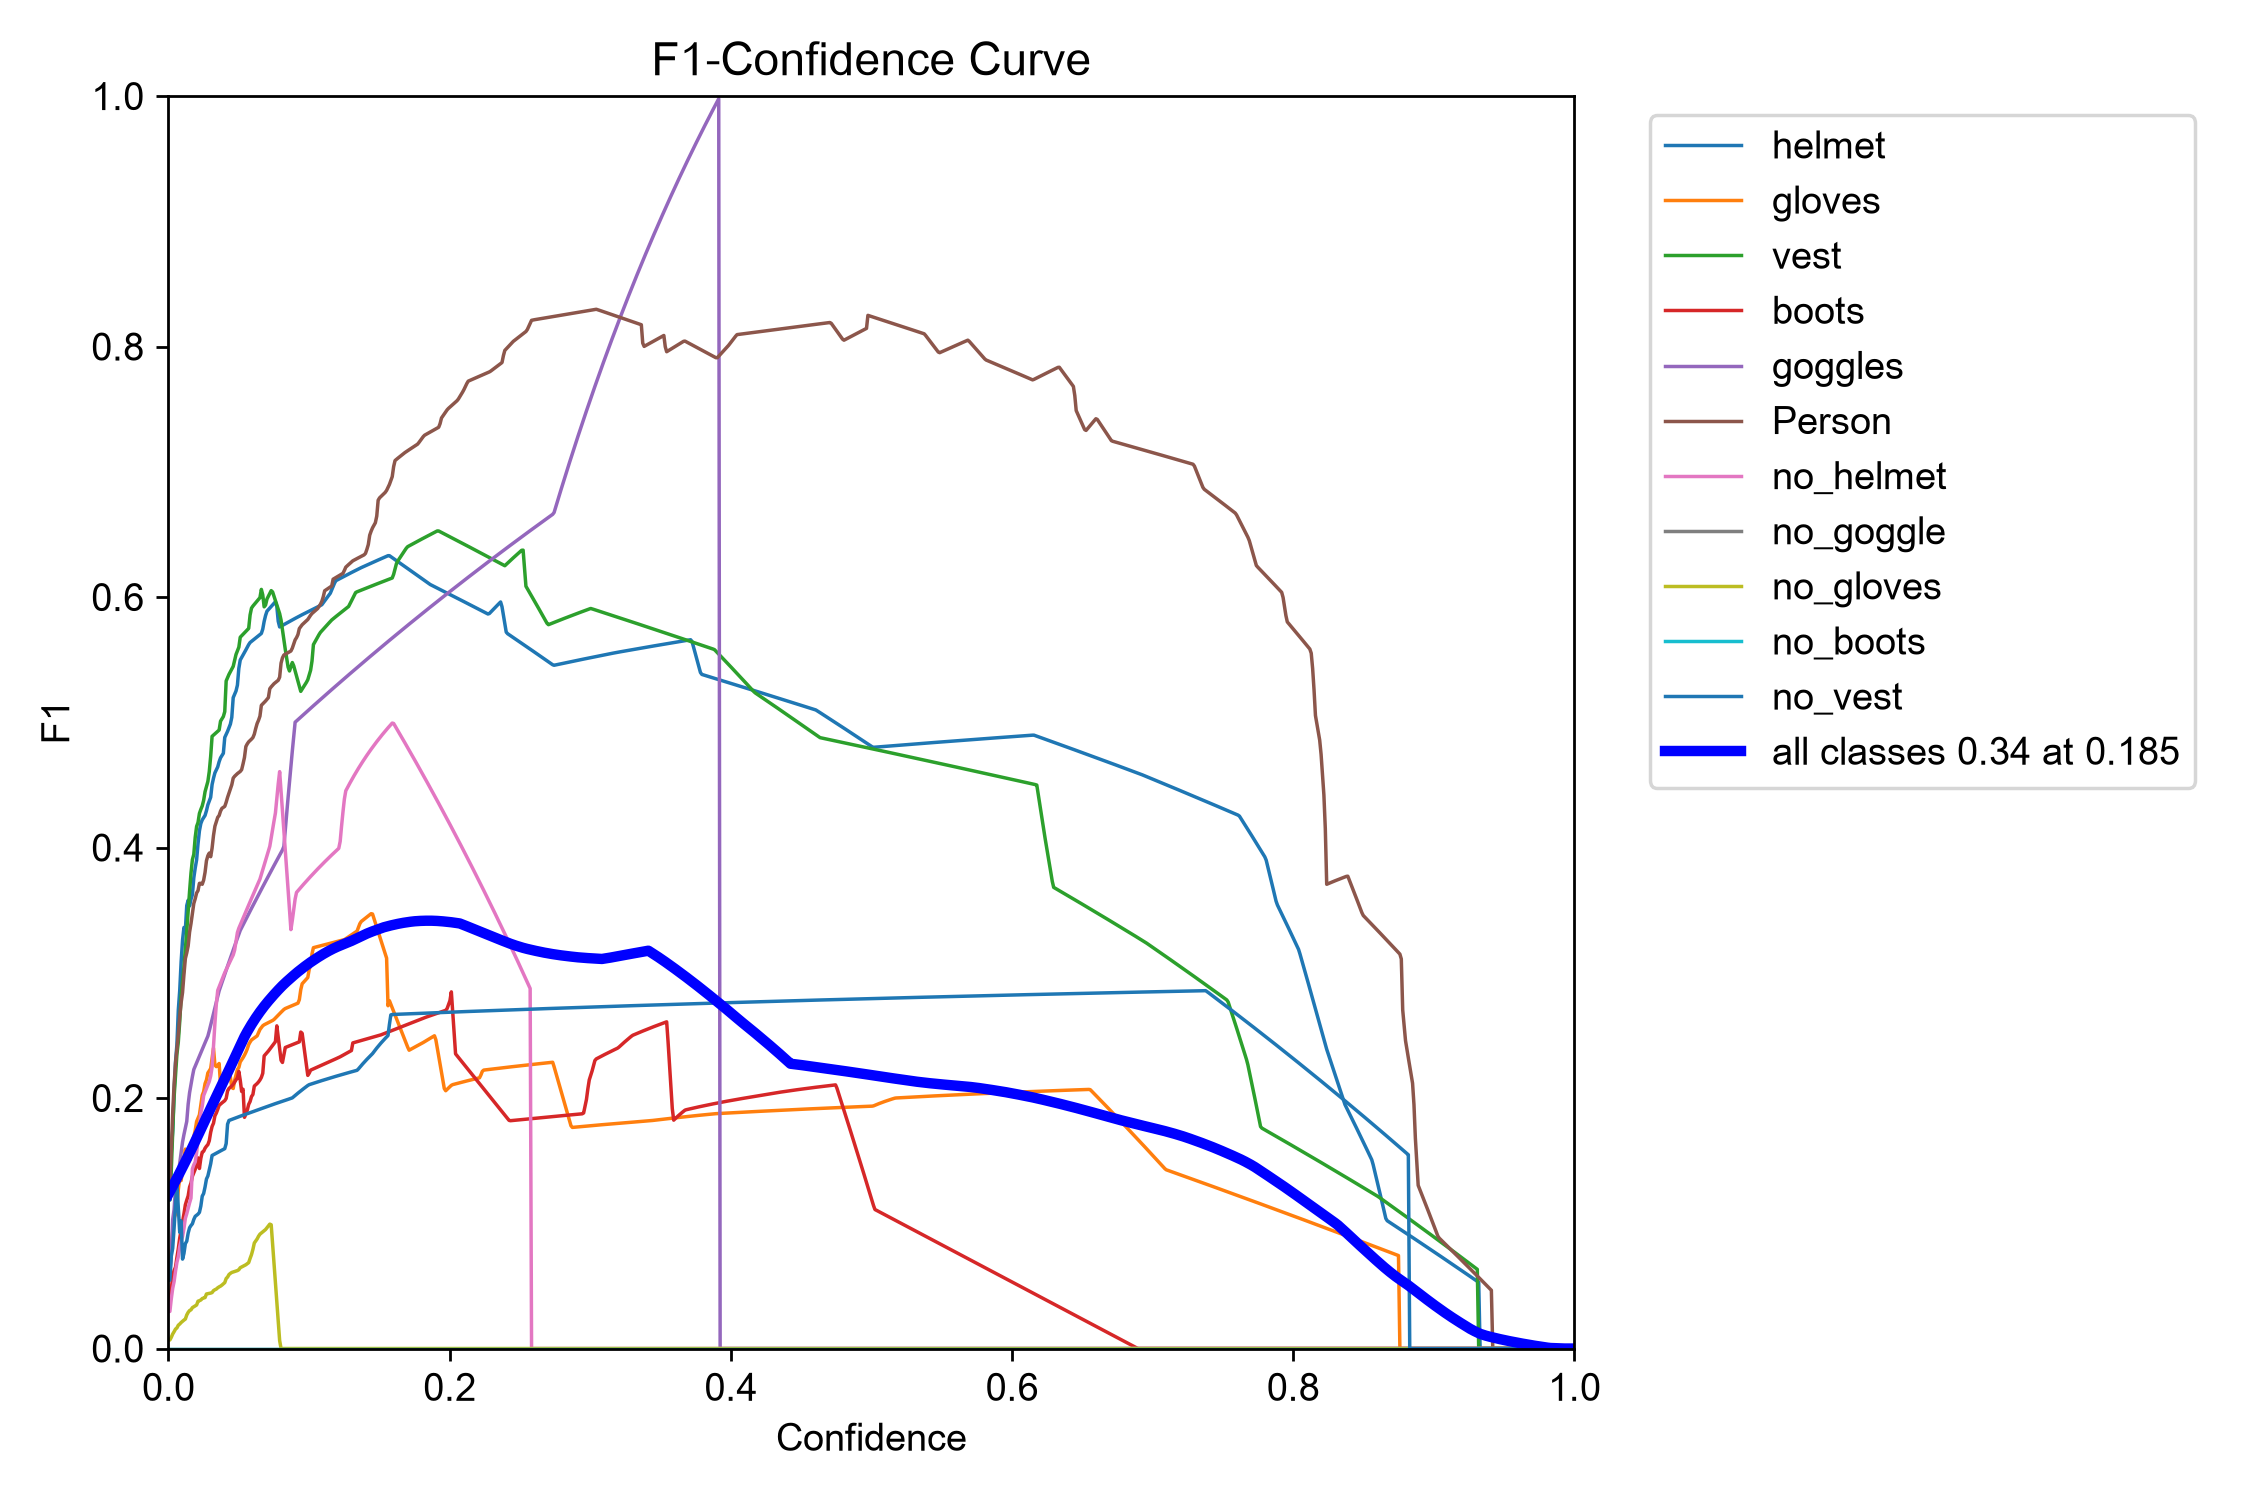 F1-Confidence Curve
1.0
0.8
0.6
0.4
0.2
0.0
F1
0.0 0.2 0.4 0.6 0.8 1.0
Confidence
helmet
gloves
vest
boots
goggles
Person
no_helmet
no_goggle
no_gloves
no_boots
no_vest
all classes 0.34 at 0.185